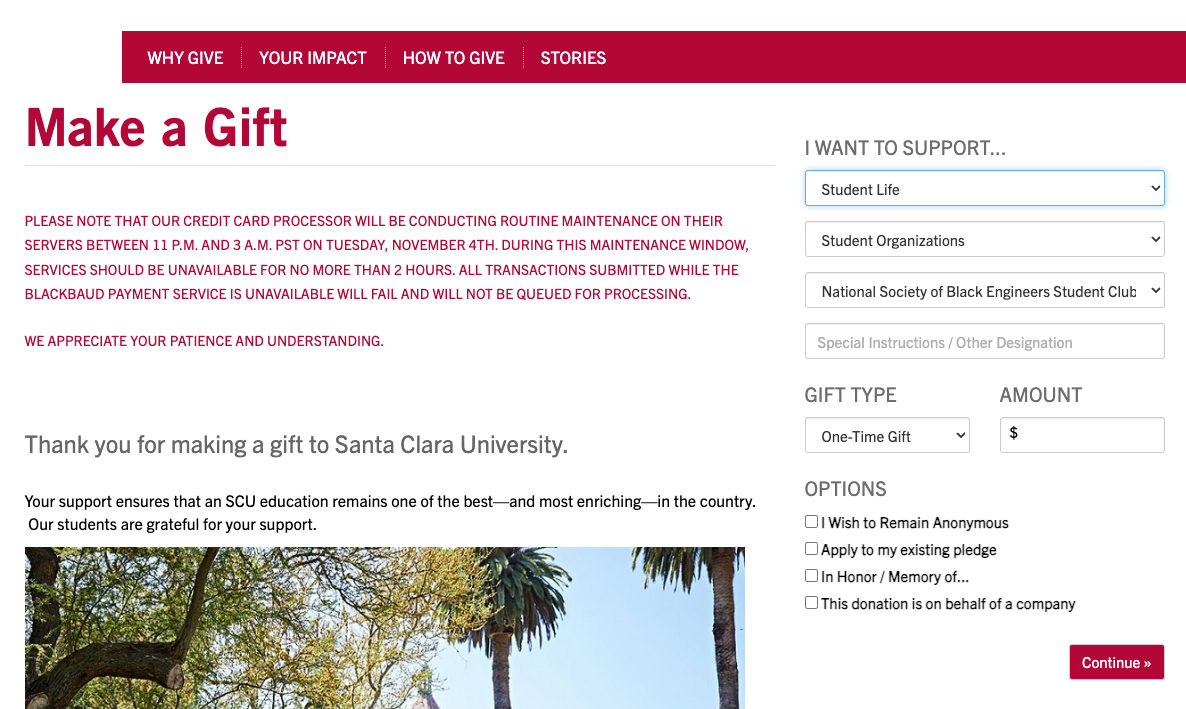 WHY GIVE
YOUR IMPACT
HOW TO GIVE
STORIES
Make a Gift
PLEASE NOTE THAT OUR CREDIT CARD PROCESSOR WILL BE CONDUCTING ROUTINE MAINTENANCE ON THEIR
SERVERS BETWEEN 11 P.M. AND 3 A.M. PST ON TUESDAY, NOVEMBER 4TH. DURING THIS MAINTENANCE WINDOW,
SERVICES SHOULD BE UNAVAILABLE FOR NO MORE THAN 2 HOURS. ALL TRANSACTIONS SUBMITTED WHILE THE
BLACKBAUD PAYMENT SERVICE IS UNAVAILABLE WILL FAIL AND WILL NOT BE QUEUED FOR PROCESSING.
WE APPRECIATE YOUR PATIENCE AND UNDERSTANDING.
Thank you for making a gift to Santa Clara University.
Your support ensures that an SCU education remains one of the best—and most enriching—in the country.
Our students are grateful for your support.
I WANT TO SUPPORT...
Student Life
Student Organizations
National Society of Black Engineers Student Club
Special Instructions / Other Designation
GIFT TYPE
AMOUNT
One-Time Gift
$
OPTIONS
I Wish to Remain Anonymous
Apply to my existing pledge
In Honor / Memory of...
This donation is on behalf of a company
Continue »